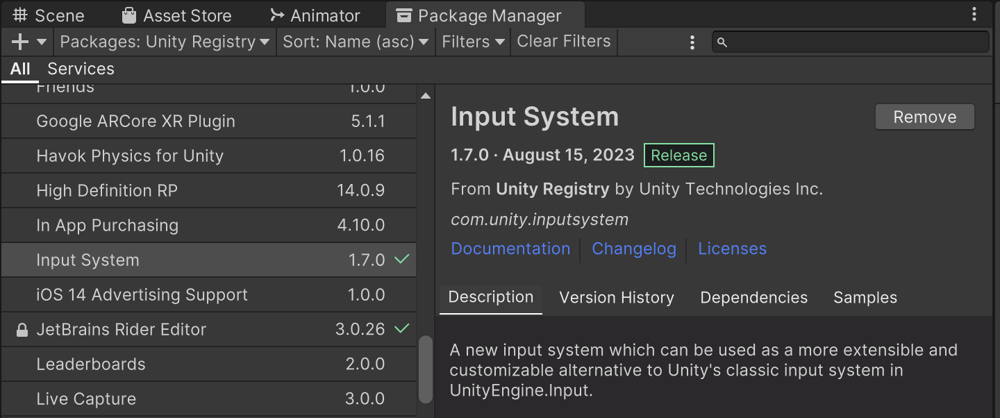 Scene Asset Store Animator Package Manager
Packages: Unity Registry Sort: Name (asc) Filters Clear Filters
All Services
Friends 1.0.0
Google ARCore XR Plugin 5.1.1
Havok Physics for Unity 1.0.16
High Definition RP 14.0.9
In App Purchasing 4.10.0
Input System 1.7.0
iOS 14 Advertising Support 1.0.0
JetBrains Rider Editor 3.0.26
Leaderboards 2.0.0
Live Capture 3.0.0
Input System Remove
1.7.0 · August 15, 2023 Release
From Unity Registry by Unity Technologies Inc.
com.unity.inputsystem
Documentation Changelog Licenses
Description Version History Dependencies Samples
A new input system which can be used as a more extensible and
customizable alternative to Unity's classic input system in
UnityEngine.Input.